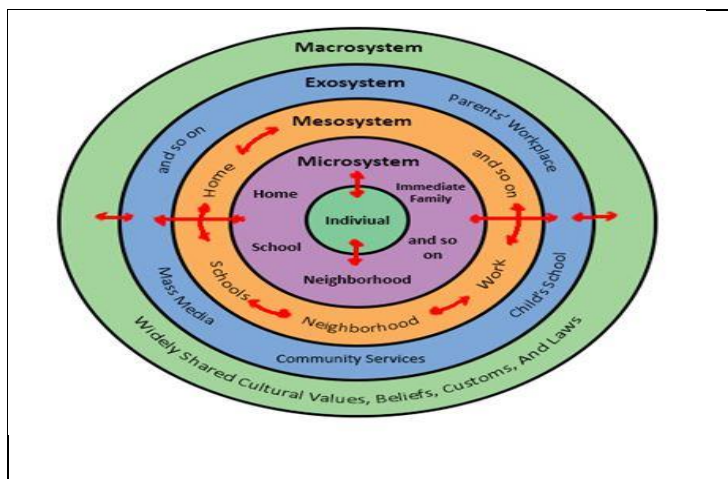 Macrosystem
Exosystem
Parents' Workplace
and so on
Mesosystem
Home
and so on
Microsystem
Home
Immediate
Family
Indiviual
School
and so
on
Neighborhood
Schools
Work
Neighborhood
Mass Media
Child's School
Community Services
Widely Shared Cultural Values, Beliefs, Customs, And Laws